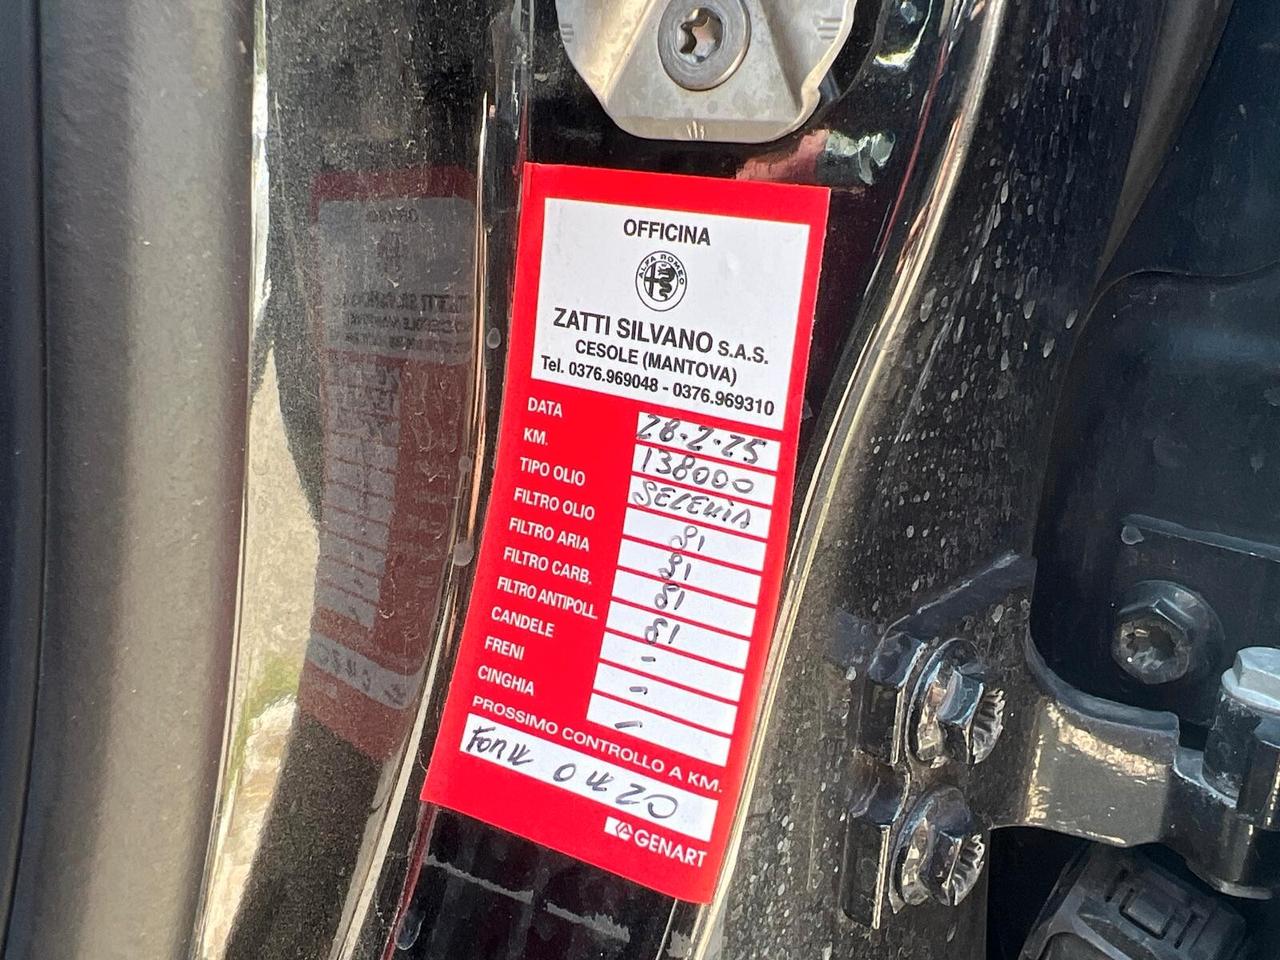 OFFICINA
ALFA ROMEO
ZATTI SILVANO S.A.S.
CESOLE (MANTOVA)
Tel. 0376.969048 - 0376.969310
DATA 28-2-25
KM. 138000
TIPO OLIO SELENIA
FILTRO OLIO SI
FILTRO ARIA SI
FILTRO CARB. SI
FILTRO ANTIPOLL. SI
CANDELE -
FRENI -
CINGHIA -
PROSSIMO CONTROLLO A KM.
0W20
GENART